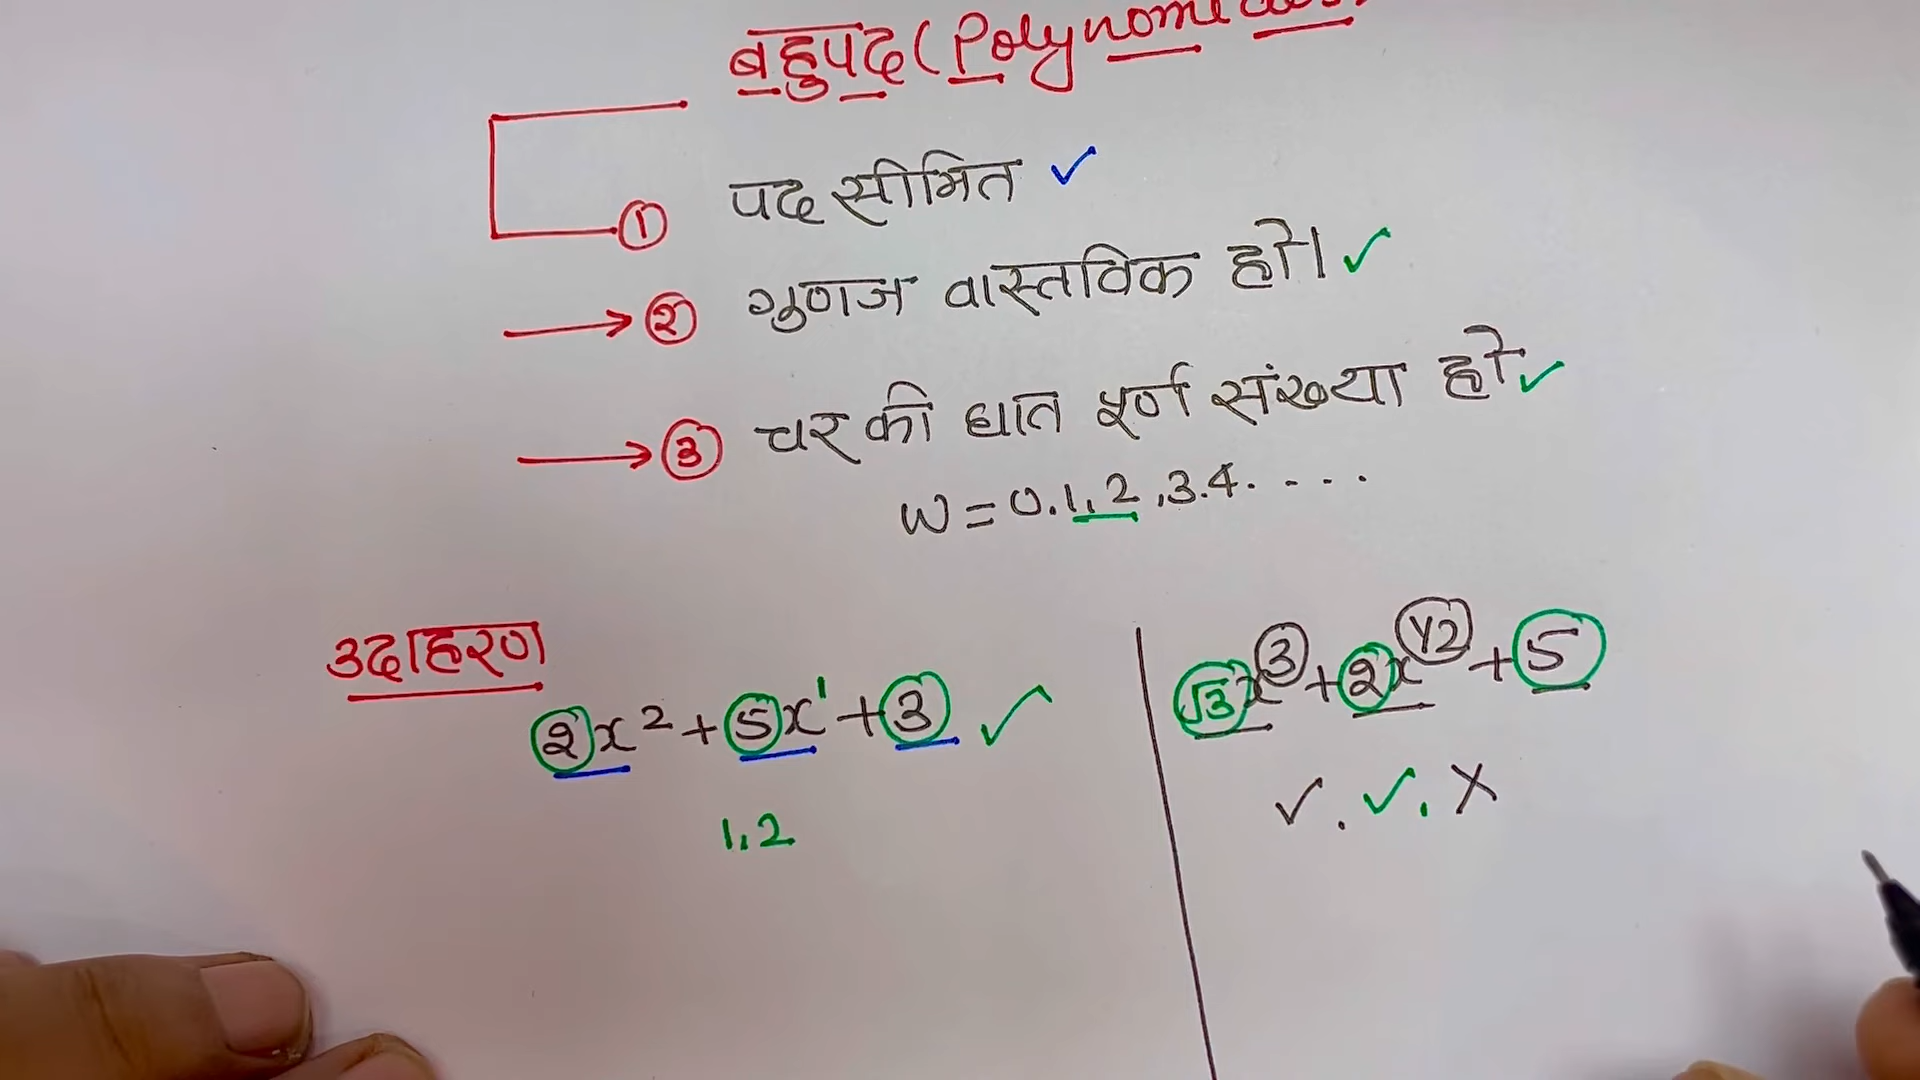 बहुपद (Polynomials)
① पद सीमित ✓
→ ② गुणज वास्तविक हो। ✓
→ ③ चर की घात पूर्ण संख्या हो ✓
W = 0.1,2,3.4. . . . .
उदाहरण
2x² + 5x¹ + 3 ✓
1,2
√3x³ + 2x^1/2 + 5
✓. ✓. X